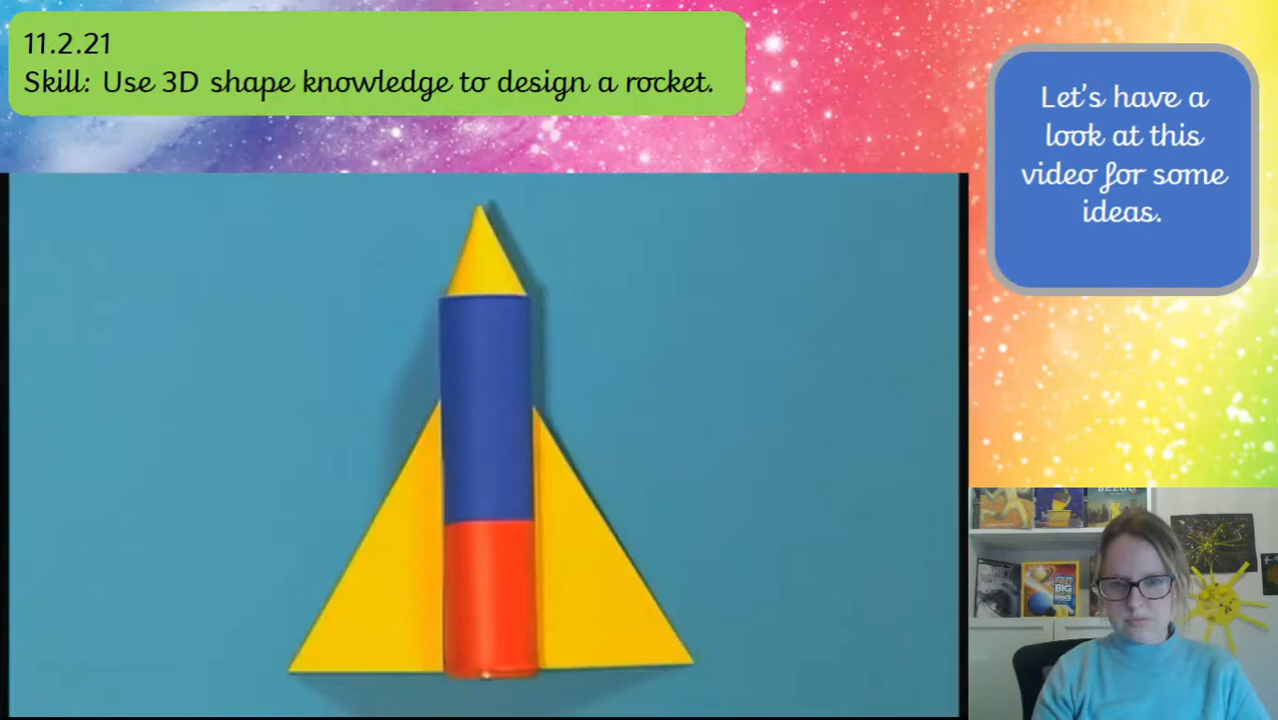 11.2.21
Skill: Use 3D shape knowledge to design a rocket.
Let's have a
look at this
video for some
ideas.
BIG